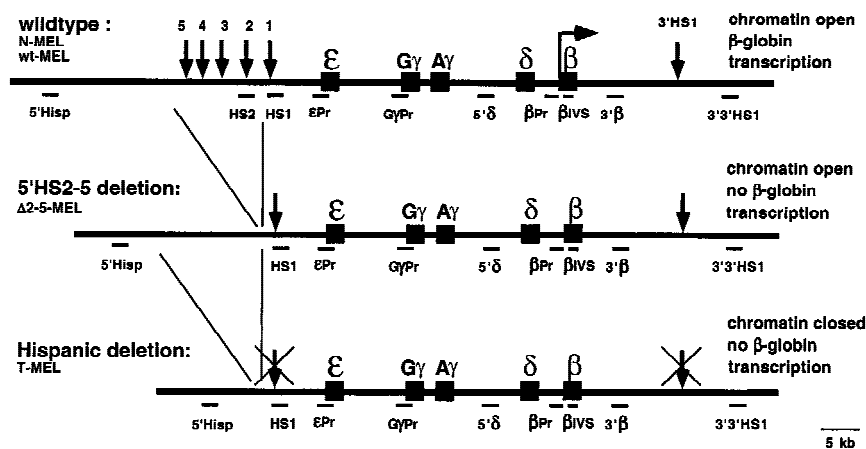 wildtype :
N-MEL
wt-MEL
5 4 3 2 1
ε Gγ Aγ δ β
3'HS1
chromatin open
β-globin
transcription
5'Hisp HS2 HS1 εPr GγPr 5'δ βPr βIVS 3'β 3'3'HS1
5'HS2-5 deletion:
Δ2-5-MEL
ε Gγ Aγ δ β
chromatin open
no β-globin
transcription
5'Hisp HS1 εPr GγPr 5'δ βPr βIVS 3'β 3'3'HS1
Hispanic deletion:
T-MEL
ε Gγ Aγ δ β
chromatin closed
no β-globin
transcription
5'Hisp HS1 εPr GγPr 5'δ βPr βIVS 3'β 3'3'HS1
5 kb